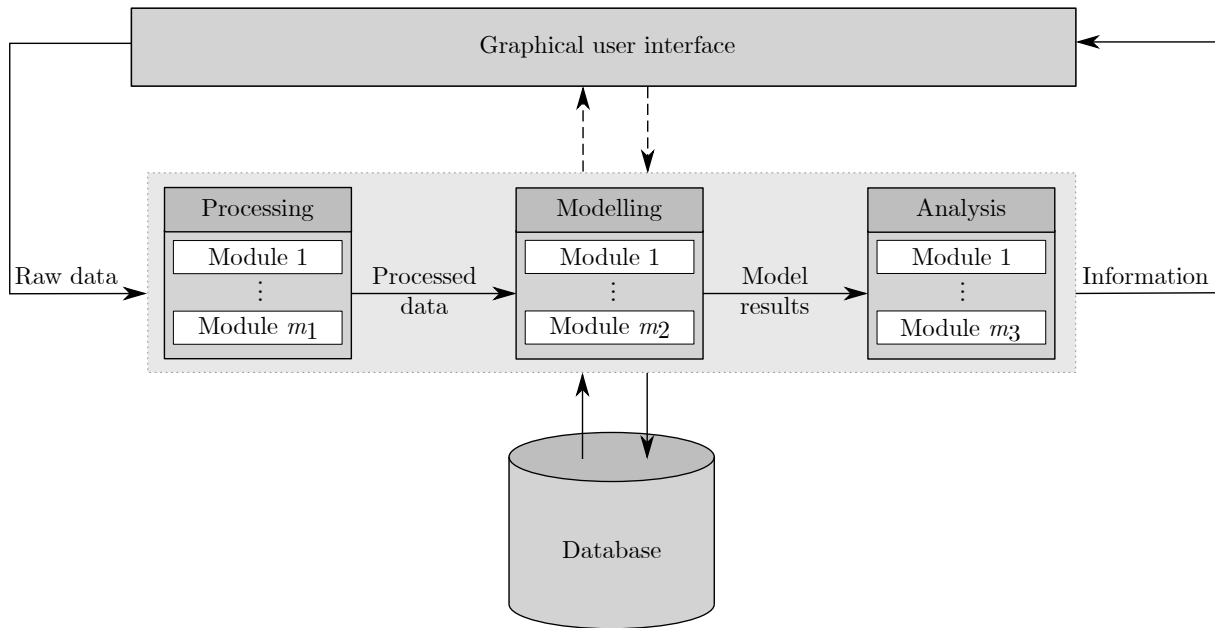 Graphical user interface
Processing
Module 1
⋮
Module m1
Modelling
Module 1
⋮
Module m2
Analysis
Module 1
⋮
Module m3
Raw data
Processed
data
Model
results
Information
Database